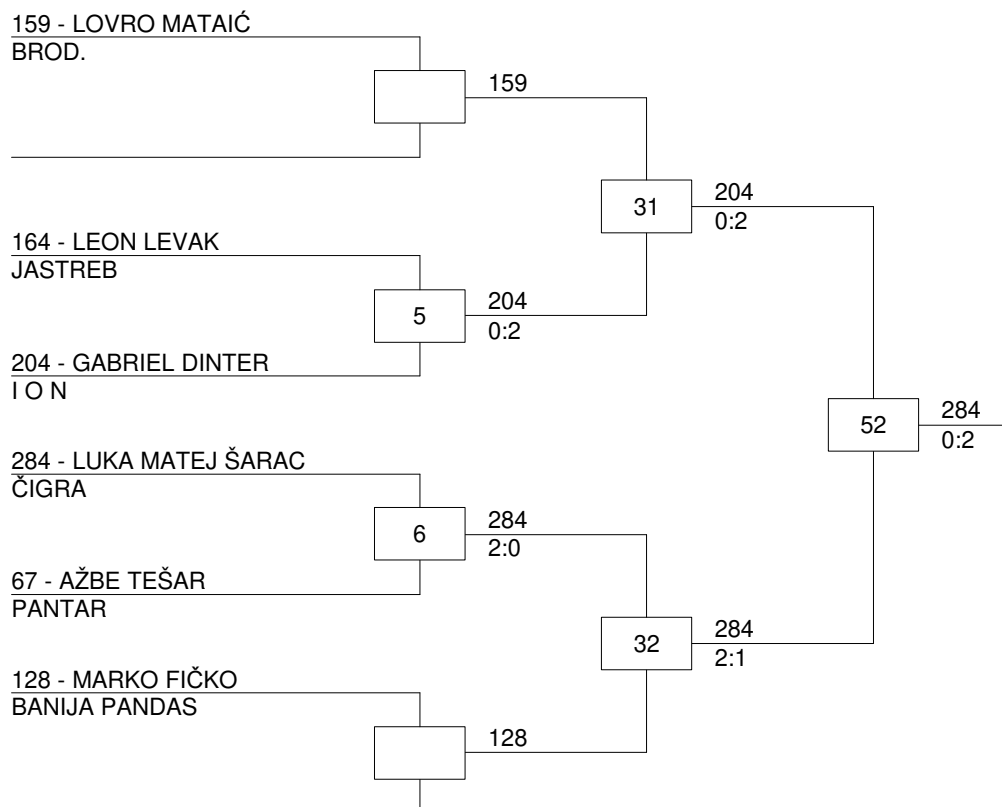 159 - LOVRO MATAIĆ
BROD.
159
31
204
0:2
164 - LEON LEVAK
JASTREB
5
204
0:2
204 - GABRIEL DINTER
I O N
52
284
0:2
284 - LUKA MATEJ ŠARAC
ČIGRA
6
284
2:0
67 - AŽBE TEŠAR
PANTAR
32
284
2:1
128 - MARKO FIČKO
BANIJA PANDAS
128